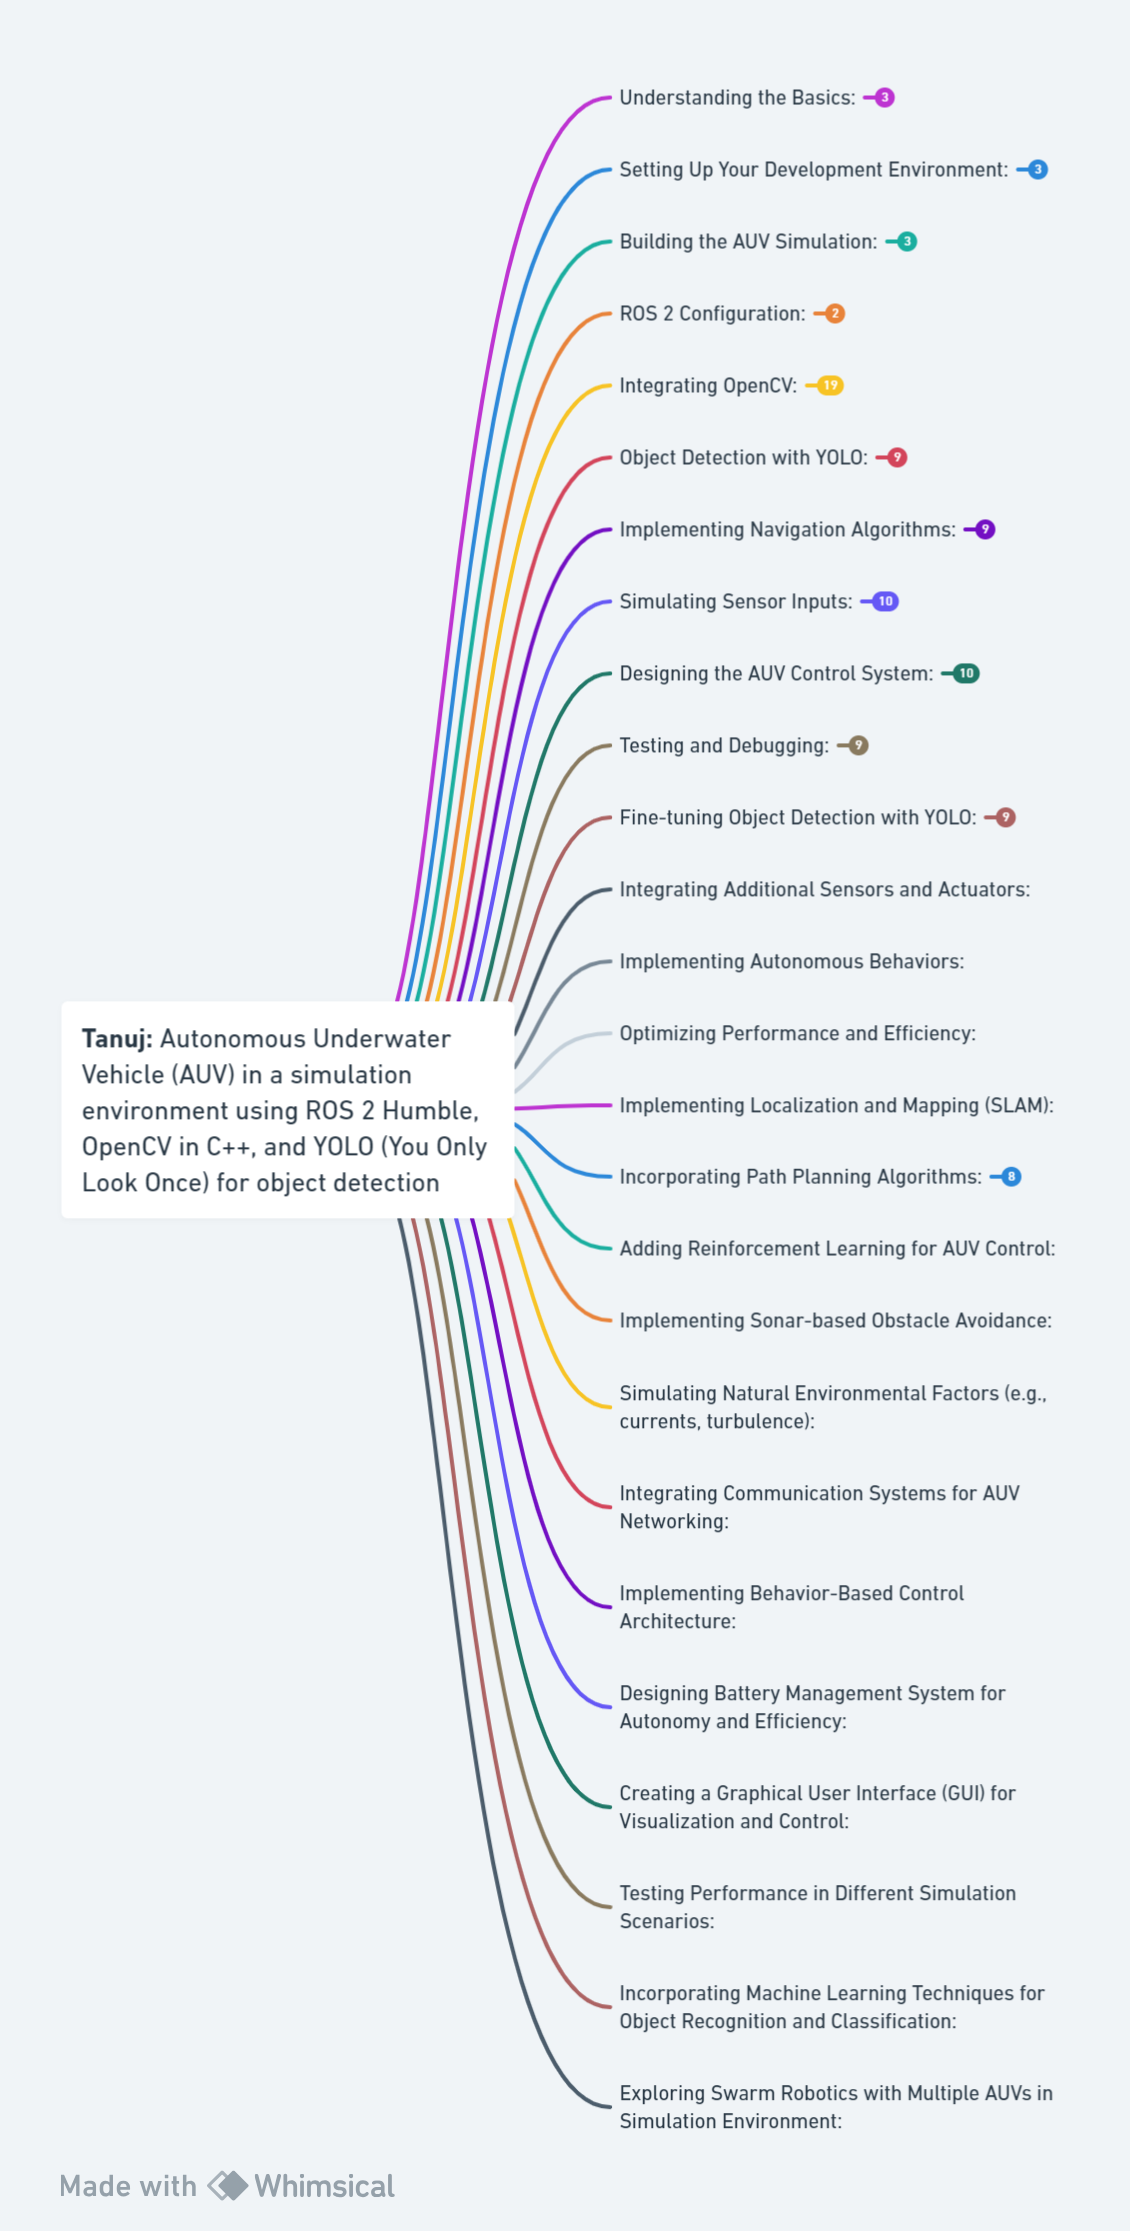 Understanding the Basics: 3
Setting Up Your Development Environment: 3
Building the AUV Simulation: 3
ROS 2 Configuration: 2
Integrating OpenCV: 19
Object Detection with YOLO: 9
Implementing Navigation Algorithms: 9
Simulating Sensor Inputs: 10
Designing the AUV Control System: 10
Testing and Debugging: 9
Fine-tuning Object Detection with YOLO: 9
Integrating Additional Sensors and Actuators:
Implementing Autonomous Behaviors:
Optimizing Performance and Efficiency:
Tanuj: Autonomous Underwater
Vehicle (AUV) in a simulation
environment using ROS 2 Humble,
OpenCV in C++, and YOLO (You Only
Look Once) for object detection
Implementing Localization and Mapping (SLAM):
Incorporating Path Planning Algorithms: 8
Adding Reinforcement Learning for AUV Control:
Implementing Sonar-based Obstacle Avoidance:
Simulating Natural Environmental Factors (e.g.,
currents, turbulence):
Integrating Communication Systems for AUV
Networking:
Implementing Behavior-Based Control
Architecture:
Designing Battery Management System for
Autonomy and Efficiency:
Creating a Graphical User Interface (GUI) for
Visualization and Control:
Testing Performance in Different Simulation
Scenarios:
Incorporating Machine Learning Techniques for
Object Recognition and Classification:
Exploring Swarm Robotics with Multiple AUVs in
Simulation Environment:
Made with Whimsical